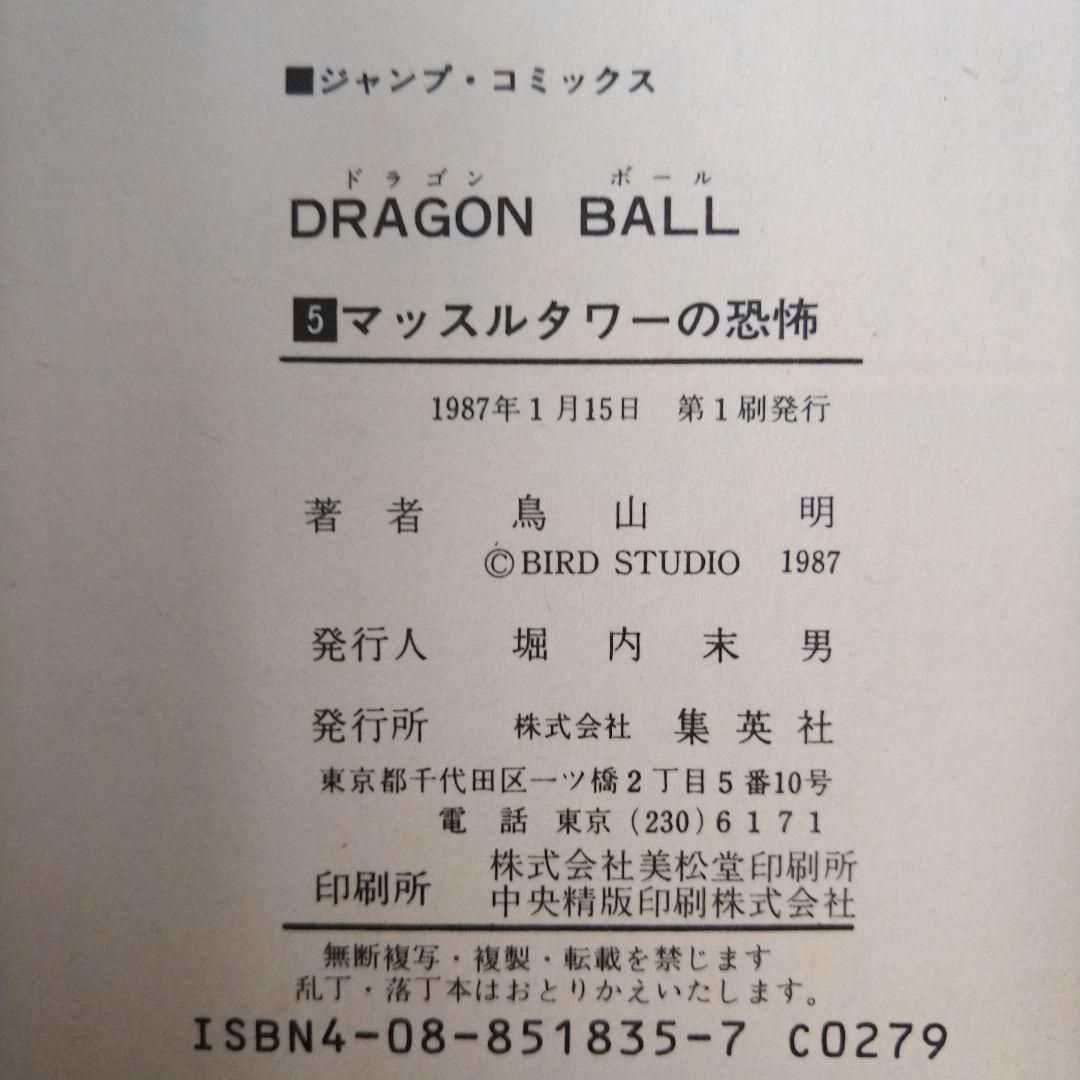 ■ジャンプ・コミックス
ドラゴン ボール
DRAGON BALL
5マッスルタワーの恐怖
1987年1月15日 第1刷発行
著者 鳥山 明
©BIRD STUDIO 1987
発行人 堀内末男
発行所 株式会社 集英社
東京都千代田区一ツ橋2丁目5番10号
電話 東京(230)6171
印刷所 株式会社美松堂印刷所
中央精版印刷株式会社
無断複写・複製・転載を禁じます
乱丁・落丁本はおとりかえいたします。
ISBN4-08-851835-7 C0279